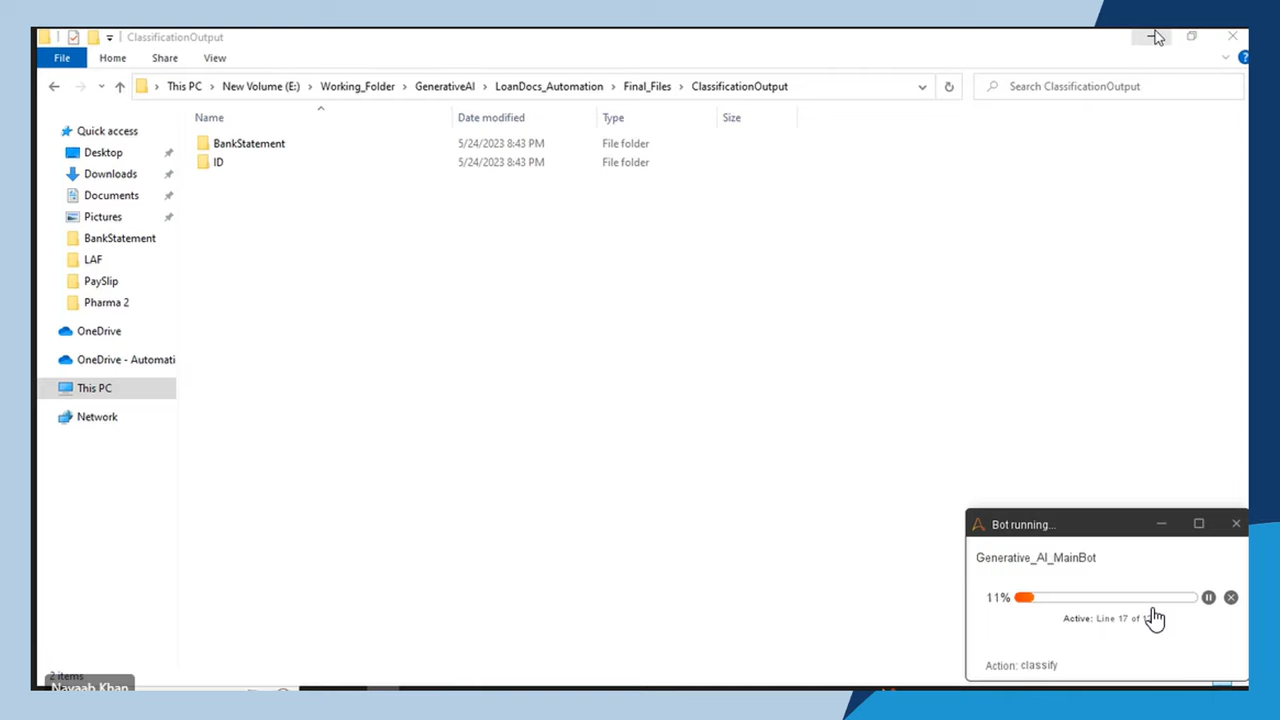 ClassificationOutput
File Home Share View
This PC New Volume (E:) Working_Folder GenerativeAI LoanDocs_Automation Final_Files ClassificationOutput Search ClassificationOutput
Name Date modified Type Size
BankStatement 5/24/2023 8:43 PM File folder
ID 5/24/2023 8:43 PM File folder
Quick access
Desktop
Downloads
Documents
Pictures
BankStatement
LAF
PaySlip
Pharma 2
OneDrive
OneDrive - Automati
This PC
Network
Bot running...
Generative_AI_MainBot
11%
Active: Line 17 of
Action: classify
2 items
Nayaab Khan